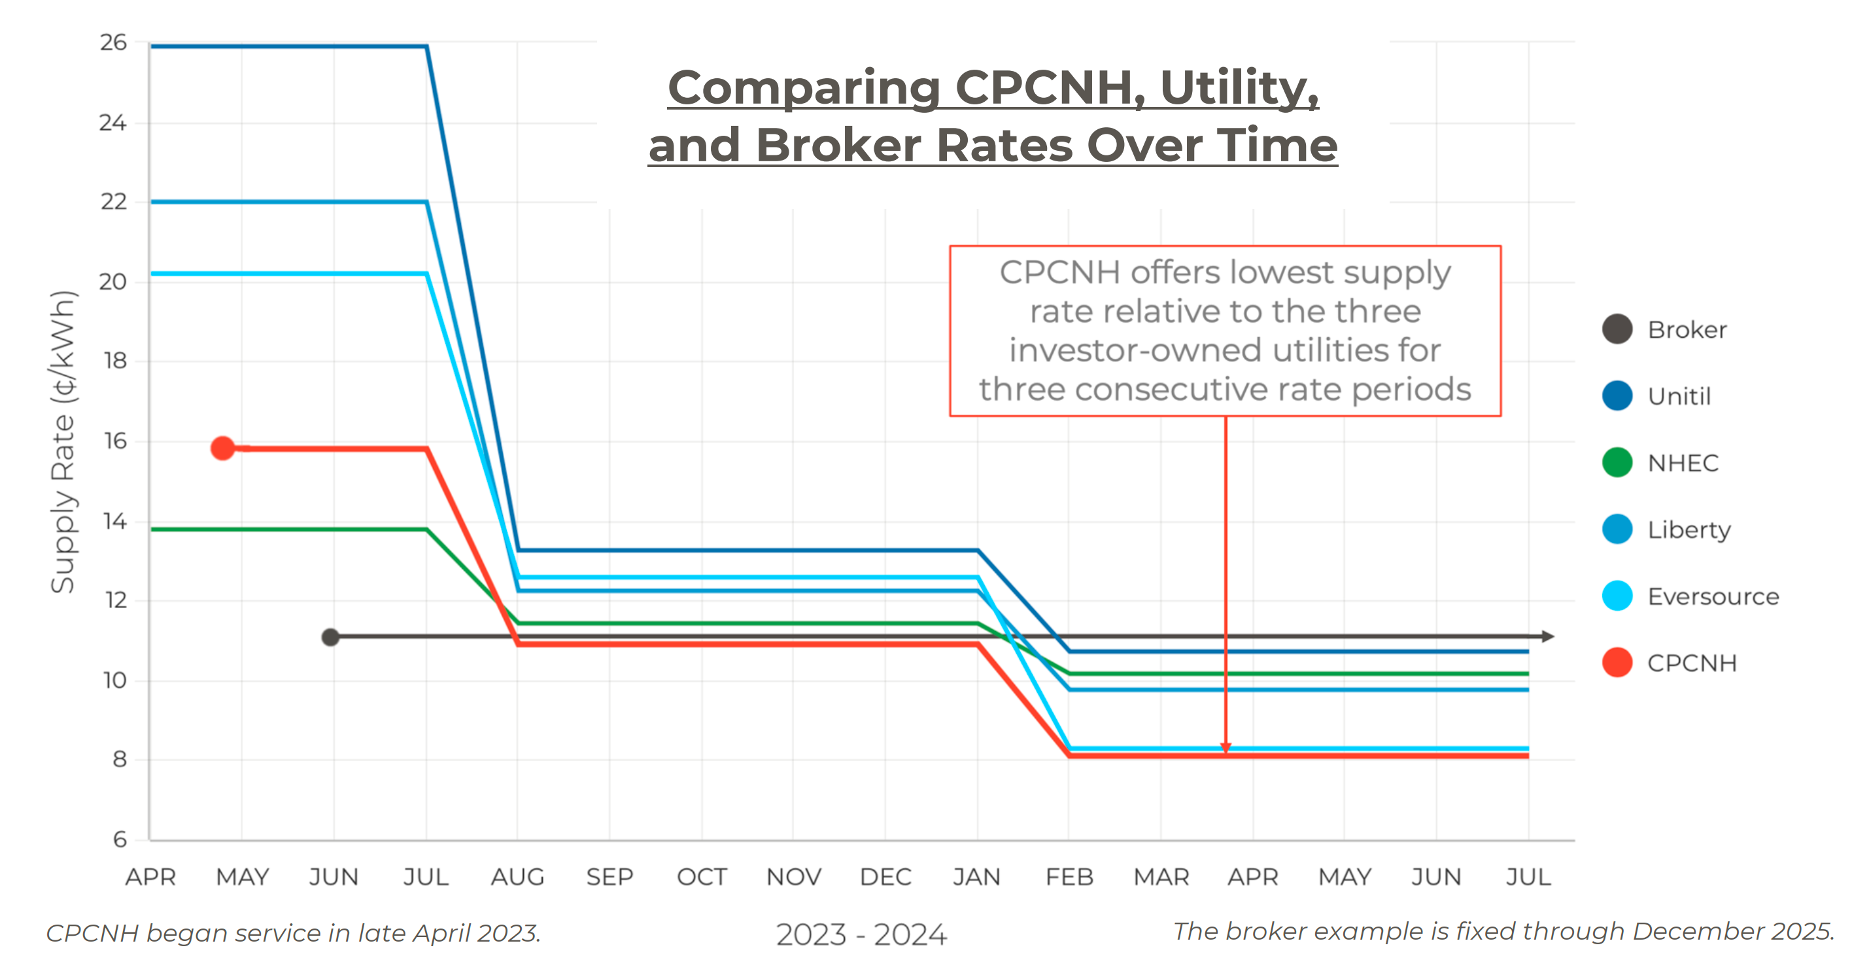 Comparing CPCNH, Utility,
and Broker Rates Over Time
26
24
22
20
18
16
14
12
10
8
6
Supply Rate (¢/kWh)
CPCNH offers lowest supply
rate relative to the three
investor-owned utilities for
three consecutive rate periods
Broker
Unitil
NHEC
Liberty
Eversource
CPCNH
APR MAY JUN JUL AUG SEP OCT NOV DEC JAN FEB MAR APR MAY JUN JUL
CPCNH began service in late April 2023.
2023 - 2024
The broker example is fixed through December 2025.